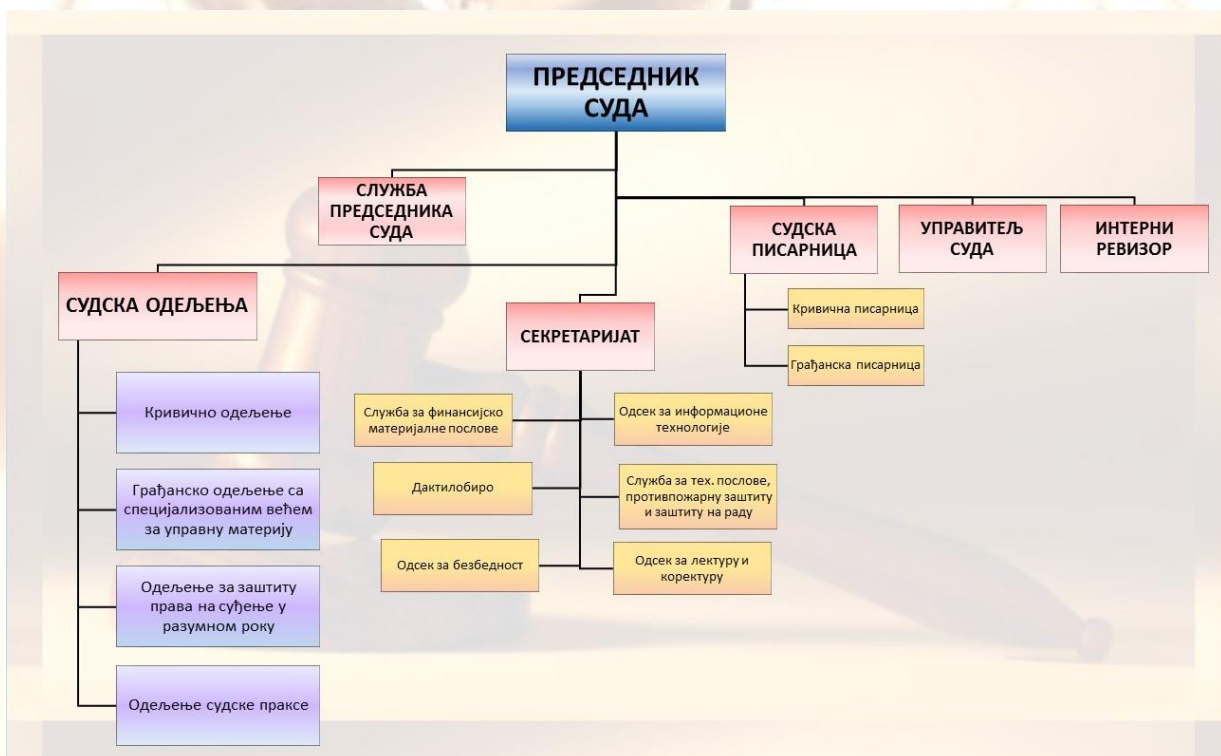 ПРЕДСЕДНИК
СУДА
СЛУЖБА
ПРЕДСЕДНИКА
СУДА
СУДСКА
ПИСАРНИЦА
УПРАВИТЕЉ
СУДА
ИНТЕРНИ
РЕВИЗОР
СУДСКА ОДЕЉЕЊА
СЕКРЕТАРИЈАТ
Кривична писарница
Грађанска писарница
Кривично одељење
Грађанско одељење са
специјализованим већем
за управну материју
Одељење за заштиту
права на суђење у
разумном року
Одељење судске праксе
Служба за финансијско
материјалне послове
Одсек за информационе
технологије
Дактилобиро
Служба за тех. послове,
противпожарну заштиту
и заштиту на раду
Одсек за безбедност
Одсек за лектуру и
коректуру